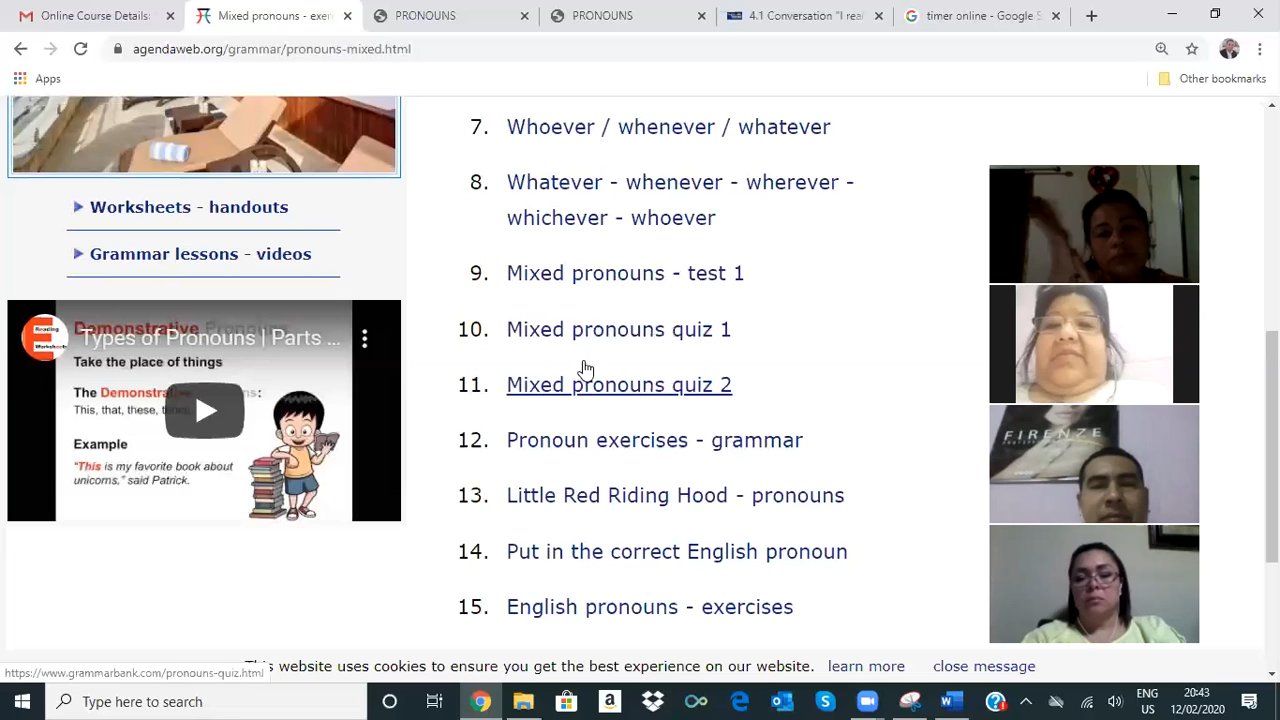 Online Course Details:
Mixed pronouns - exer
PRONOUNS
PRONOUNS
4.1 Conversation "I rea
timer online - Google S
agendaweb.org/grammar/pronouns-mixed.html
Apps
Other bookmarks
Worksheets - handouts
Grammar lessons - videos
Demonstrative
Types of Pronouns | Parts ...
Reading
Worksheets
Take the place of things
The Demonstrative
This, that, these,
Example
"This is my favorite book about
unicorns," said Patrick.
7. Whoever / whenever / whatever
8. Whatever - whenever - wherever -
whichever - whoever
9. Mixed pronouns - test 1
10. Mixed pronouns quiz 1
11. Mixed pronouns quiz 2
12. Pronoun exercises - grammar
13. Little Red Riding Hood - pronouns
14. Put in the correct English pronoun
15. English pronouns - exercises
FIRENZE
https://www.grammarbank.com/pronouns-quiz.html
This website uses cookies to ensure you get the best experience on our website. learn more close message
Type here to search
ENG
US
20:43
12/02/2020